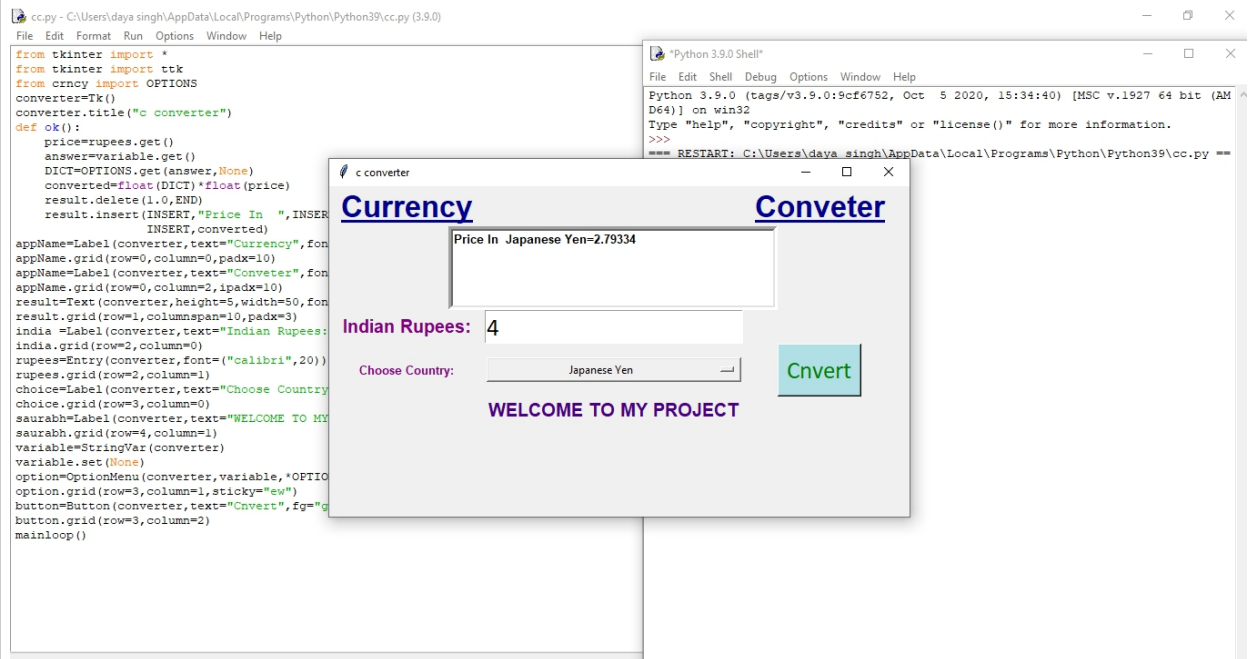 cc.py - C:\Users\daya singh\AppData\Local\Programs\Python\Python39\cc.py (3.9.0)
File Edit Format Run Options Window Help
from tkinter import *
from tkinter import ttk
from crncy import OPTIONS
converter=Tk()
converter.title("c converter")
def ok():
    price=rupees.get()
    answer=variable.get()
    DICT=OPTIONS.get(answer,None)
    converted=float(DICT)*float(price)
    result.delete(1.0,END)
    result.insert(INSERT,"Price In  ",INSER
                  INSERT,converted)
appName=Label(converter,text="Currency",fon
appName.grid(row=0,column=0,padx=10)
appName=Label(converter,text="Conveter",fon
appName.grid(row=0,column=2,ipadx=10)
result=Text(converter,height=5,width=50,fon
result.grid(row=1,columnspan=10,padx=3)
india =Label(converter,text="Indian Rupees:
india.grid(row=2,column=0)
rupees=Entry(converter,font=("calibri",20))
rupees.grid(row=2,column=1)
choice=Label(converter,text="Choose Country
choice.grid(row=3,column=0)
saurabh=Label(converter,text="WELCOME TO MY
saurabh.grid(row=4,column=1)
variable=StringVar(converter)
variable.set(None)
option=OptionMenu(converter,variable,*OPTIO
option.grid(row=3,column=1,sticky="ew")
button=Button(converter,text="Cnvert",fg="g
button.grid(row=3,column=2)
mainloop()
*Python 3.9.0 Shell*
File Edit Shell Debug Options Window Help
Python 3.9.0 (tags/v3.9.0:9cf6752, Oct  5 2020, 15:34:40) [MSC v.1927 64 bit (AM
D64)] on win32
Type "help", "copyright", "credits" or "license()" for more information.
>>>
=== RESTART: C:\Users\daya singh\AppData\Local\Programs\Python\Python39\cc.py ==
c converter
Currency Conveter
Price In  Japanese Yen=2.79334
Indian Rupees: 4
Choose Country: Japanese Yen Cnvert
WELCOME TO MY PROJECT